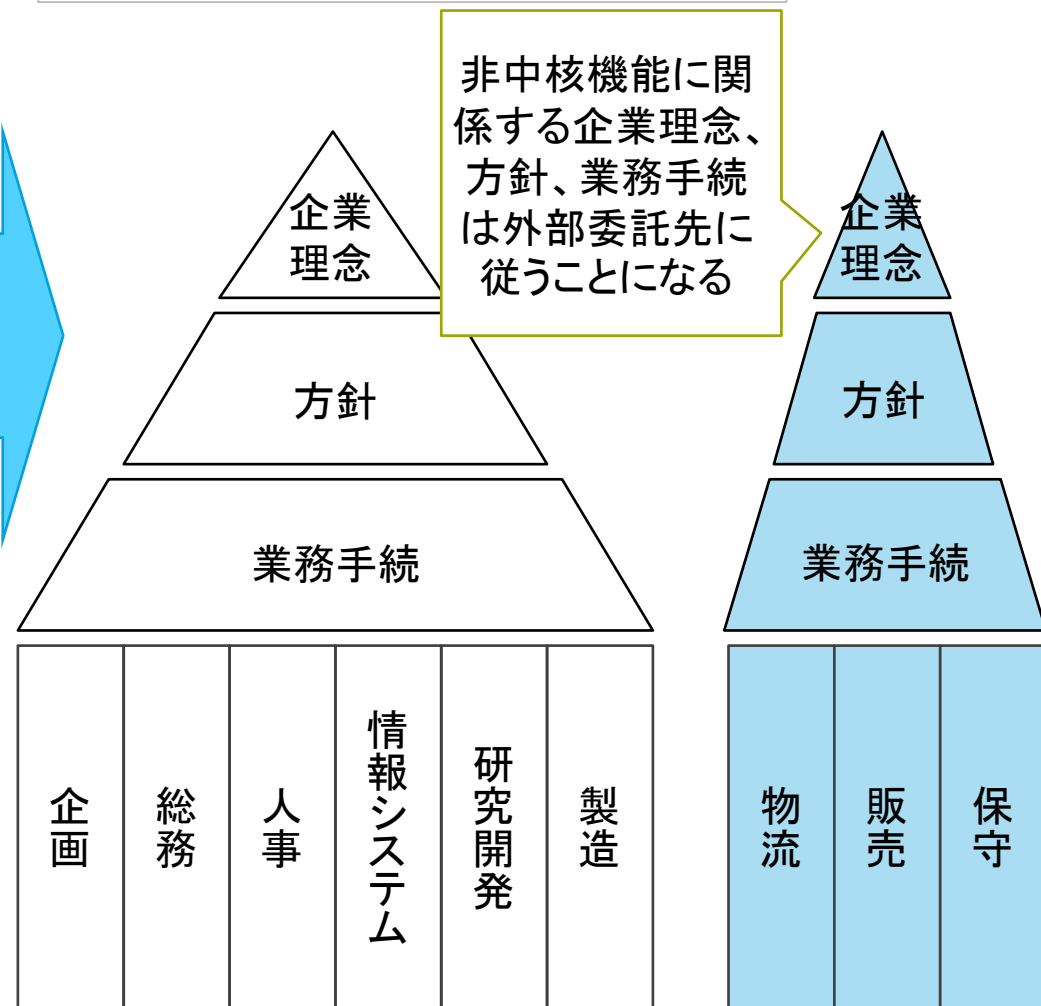 非中核機能に関
係する企業理念、
方針、業務手続
は外部委託先に
従うことになる
企業
理念
方針
業務手続
企画
総務
人事
情報システム
研究開発
製造
企業
理念
方針
業務手続
物流
販売
保守